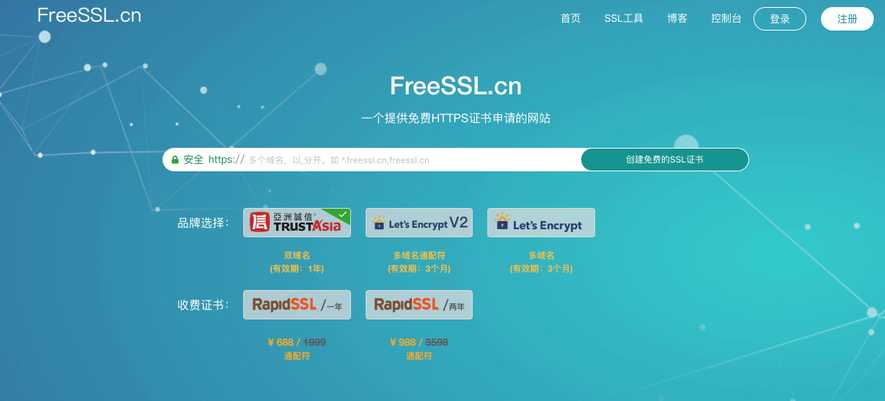 FreeSSL.cn
首页 SSL工具 博客 控制台 登录 注册
FreeSSL.cn
一个提供免费HTTPS证书申请的网站
安全 https:// 多个域名，以,分开，如 *.freessl.cn,freessl.cn 创建免费的SSL证书
品牌选择： 亞洲誠信 TRUSTAsia Let's Encrypt V2 Let's Encrypt
双域名 多域名通配符 多域名
(有效期：1年) (有效期：3个月) (有效期：3个月)
收费证书： RapidSSL /一年 RapidSSL /两年
¥ 688 / 1999 ¥ 988 / 3598
通配符 通配符